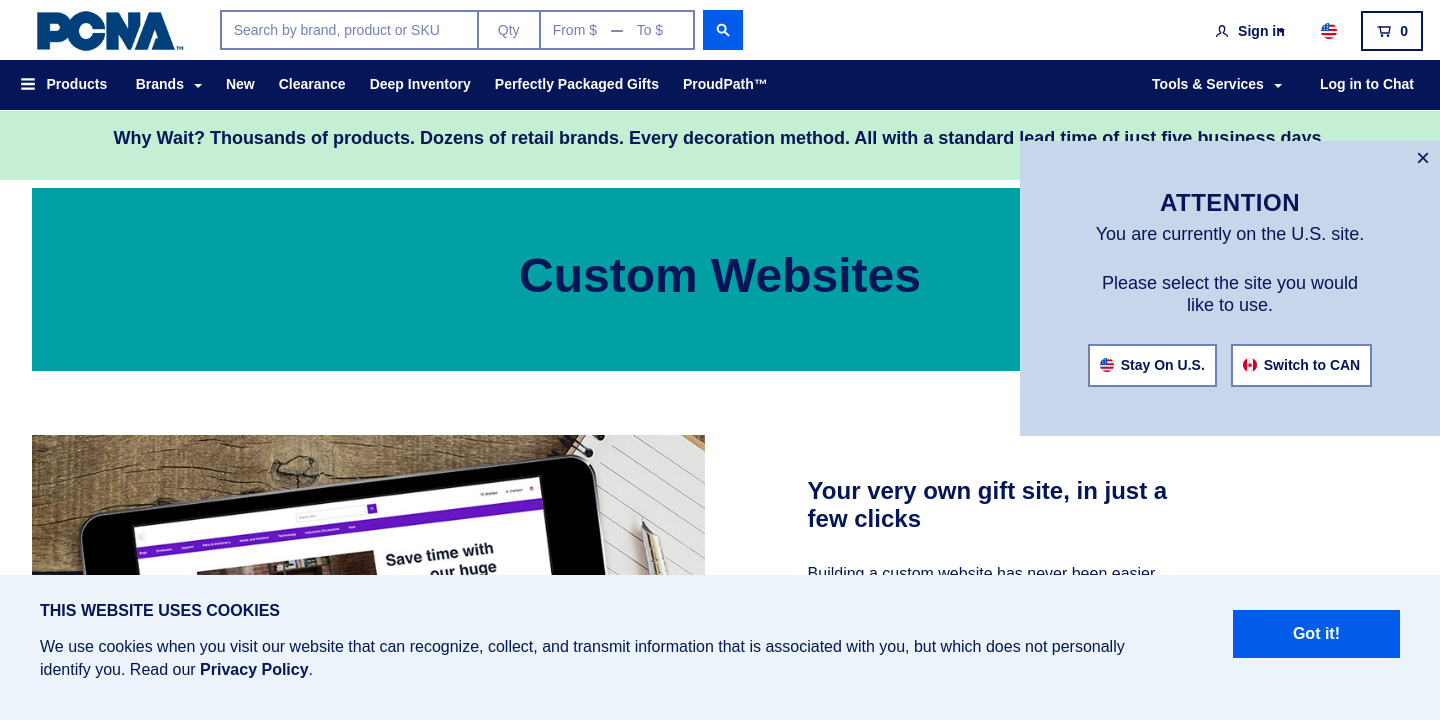 PCNA™
Search by brand, product or SKU
Qty
From $ — To $
Sign in
0
Products
Brands
New
Clearance
Deep Inventory
Perfectly Packaged Gifts
ProudPath™
Tools & Services
Log in to Chat
Why Wait? Thousands of products. Dozens of retail brands. Every decoration method. All with a standard lead time of just five business days
ATTENTION
You are currently on the U.S. site.
Please select the site you would
like to use.
Stay On U.S.
Switch to CAN
Custom Websites
Save time with
our huge
Your very own gift site, in just a
few clicks
Building a custom website has never been easier
THIS WEBSITE USES COOKIES
We use cookies when you visit our website that can recognize, collect, and transmit information that is associated with you, but which does not personally
identify you. Read our Privacy Policy.
Got it!